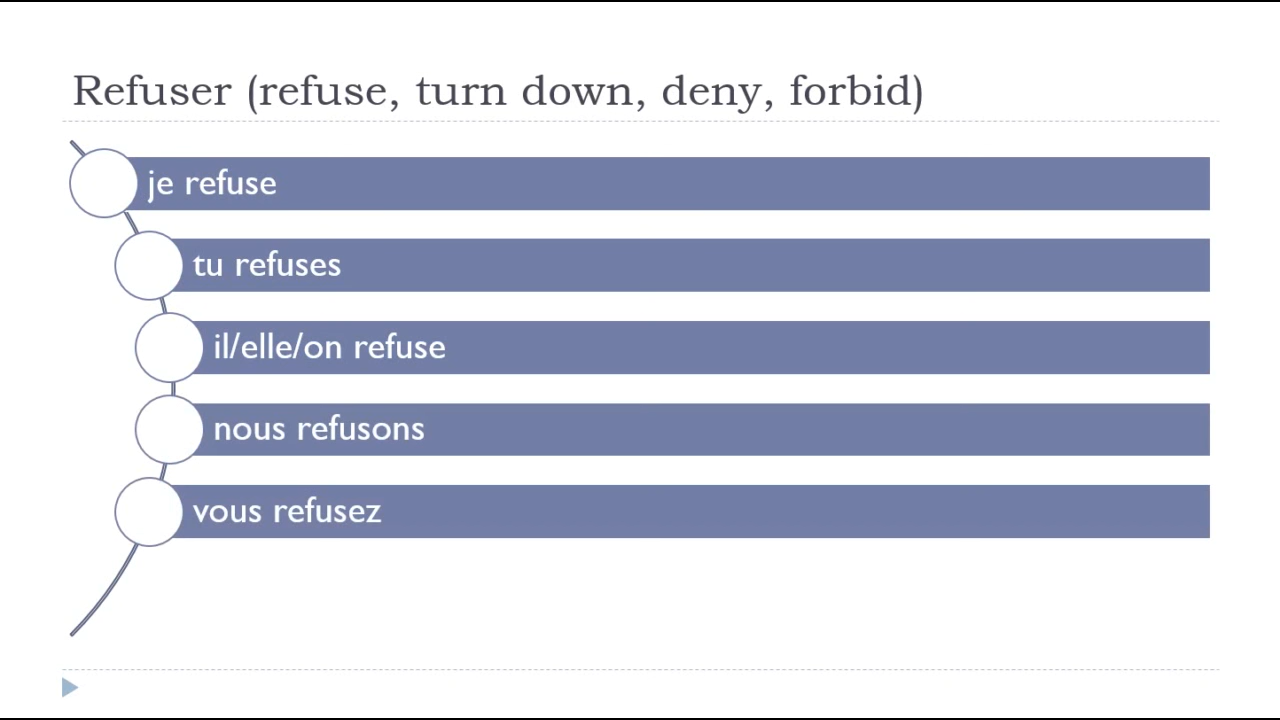 Refuser (refuse, turn down, deny, forbid)
je refuse
tu refuses
il/elle/on refuse
nous refusons
vous refusez